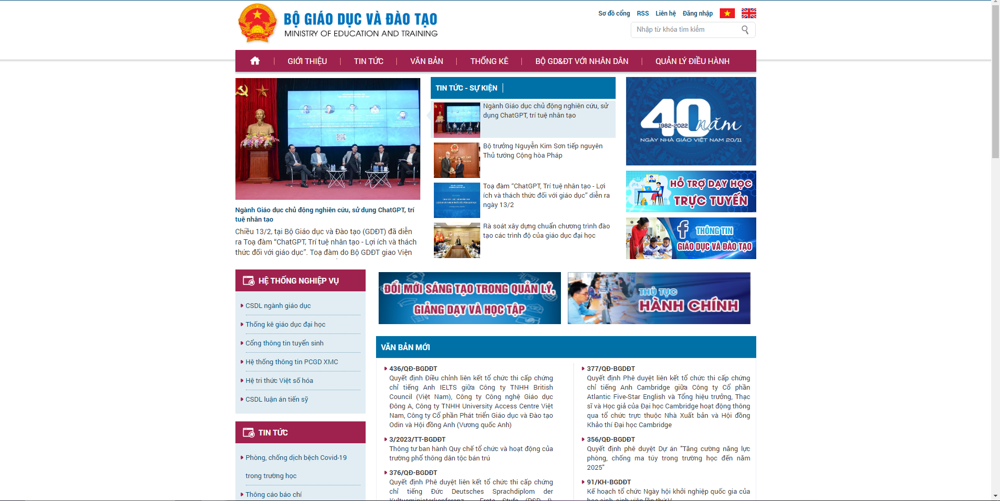 BỘ GIÁO DỤC VÀ ĐÀO TẠO
MINISTRY OF EDUCATION AND TRAINING
Sơ đồ cổng RSS Liên hệ Đăng nhập
Nhập từ khóa tìm kiếm
GIỚI THIỆU TIN TỨC VĂN BẢN THỐNG KÊ BỘ GD&ĐT VỚI NHÂN DÂN QUẢN LÝ ĐIỀU HÀNH
Ngành Giáo dục chủ động nghiên cứu, sử dụng ChatGPT, trí
tuệ nhân tạo
Chiều 13/2, tại Bộ Giáo dục và Đào tạo (GDĐT) đã diễn
ra Toạ đàm “ChatGPT, Trí tuệ nhân tạo - Lợi ích và thách
thức đối với giáo dục”. Toạ đàm do Bộ GDĐT giao Viện
TIN TỨC - SỰ KIỆN
Ngành Giáo dục chủ động nghiên cứu, sử
dụng ChatGPT, trí tuệ nhân tạo
Bộ trưởng Nguyễn Kim Sơn tiếp nguyên
Thủ tướng Cộng hòa Pháp
Toạ đàm “ChatGPT, Trí tuệ nhân tạo - Lợi
ích và thách thức đối với giáo dục” diễn ra
ngày 13/2
Rà soát xây dựng chuẩn chương trình đào
tạo các trình độ của giáo dục đại học
40 năm
1982-2022
NGÀY NHÀ GIÁO VIỆT NAM 20/11
HỖ TRỢ DẠY HỌC
TRỰC TUYẾN
THÔNG TIN
GIÁO DỤC VÀ ĐÀO TẠO
HỆ THỐNG NGHIỆP VỤ
CSDL ngành giáo dục
Thống kê giáo dục đại học
Cổng thông tin tuyển sinh
Hệ thống thông tin PCGD XMC
Hệ tri thức Việt số hóa
CSDL luận án tiến sỹ
TIN TỨC
Phòng, chống dịch bệch Covid-19
trong trường học
Thông cáo báo chí
ĐỔI MỚI SÁNG TẠO TRONG QUẢN LÝ,
GIẢNG DẠY VÀ HỌC TẬP
THỦ TỤC
HÀNH CHÍNH
VĂN BẢN MỚI
436/QĐ-BGDĐT
Quyết định Điều chỉnh liên kết tổ chức thi cấp chứng
chỉ tiếng Anh IELTS giữa Công ty TNHH British
Council (Việt Nam), Công ty Công nghệ Giáo dục
Đông A, Công ty TNHH University Access Centre Việt
Nam, Công ty Cổ phần Phát triển Giáo dục và Đào tạo
Odin và Hội đồng Anh (Vương quốc Anh)
3/2023/TT-BGDĐT
Thông tư ban hành Quy chế tổ chức và hoạt động của
trường phổ thông dân tộc bán trú
376/QĐ-BGDĐT
Quyết định Phê duyệt liên kết tổ chức thi cấp chứng
chỉ tiếng Đức Deutsches Sprachdiplom der
Kultusministerkonferenz - Erste Stufe (DSD I),
377/QĐ-BGDĐT
Quyết định Phê duyệt liên kết tổ chức thi cấp chứng
chỉ tiếng Anh Cambridge giữa Công ty Cổ phần
Atlantic Five-Star English và Tổng hiệu trưởng, Thạc
sĩ và Học giả của Đại học Cambridge hoạt động thông
qua tổ chức trực thuộc Nhà Xuất bản và Hội đồng
Khảo thí Đại học Cambridge
356/QĐ-BGDĐT
Quyết định phê duyệt Dự án "Tăng cường năng lực
phòng, chống ma túy trong trường học đến năm
2025"
91/KH-BGDĐT
Kế hoạch tổ chức Ngày hội khởi nghiệp quốc gia của
học sinh, sinh viên lần thứ V